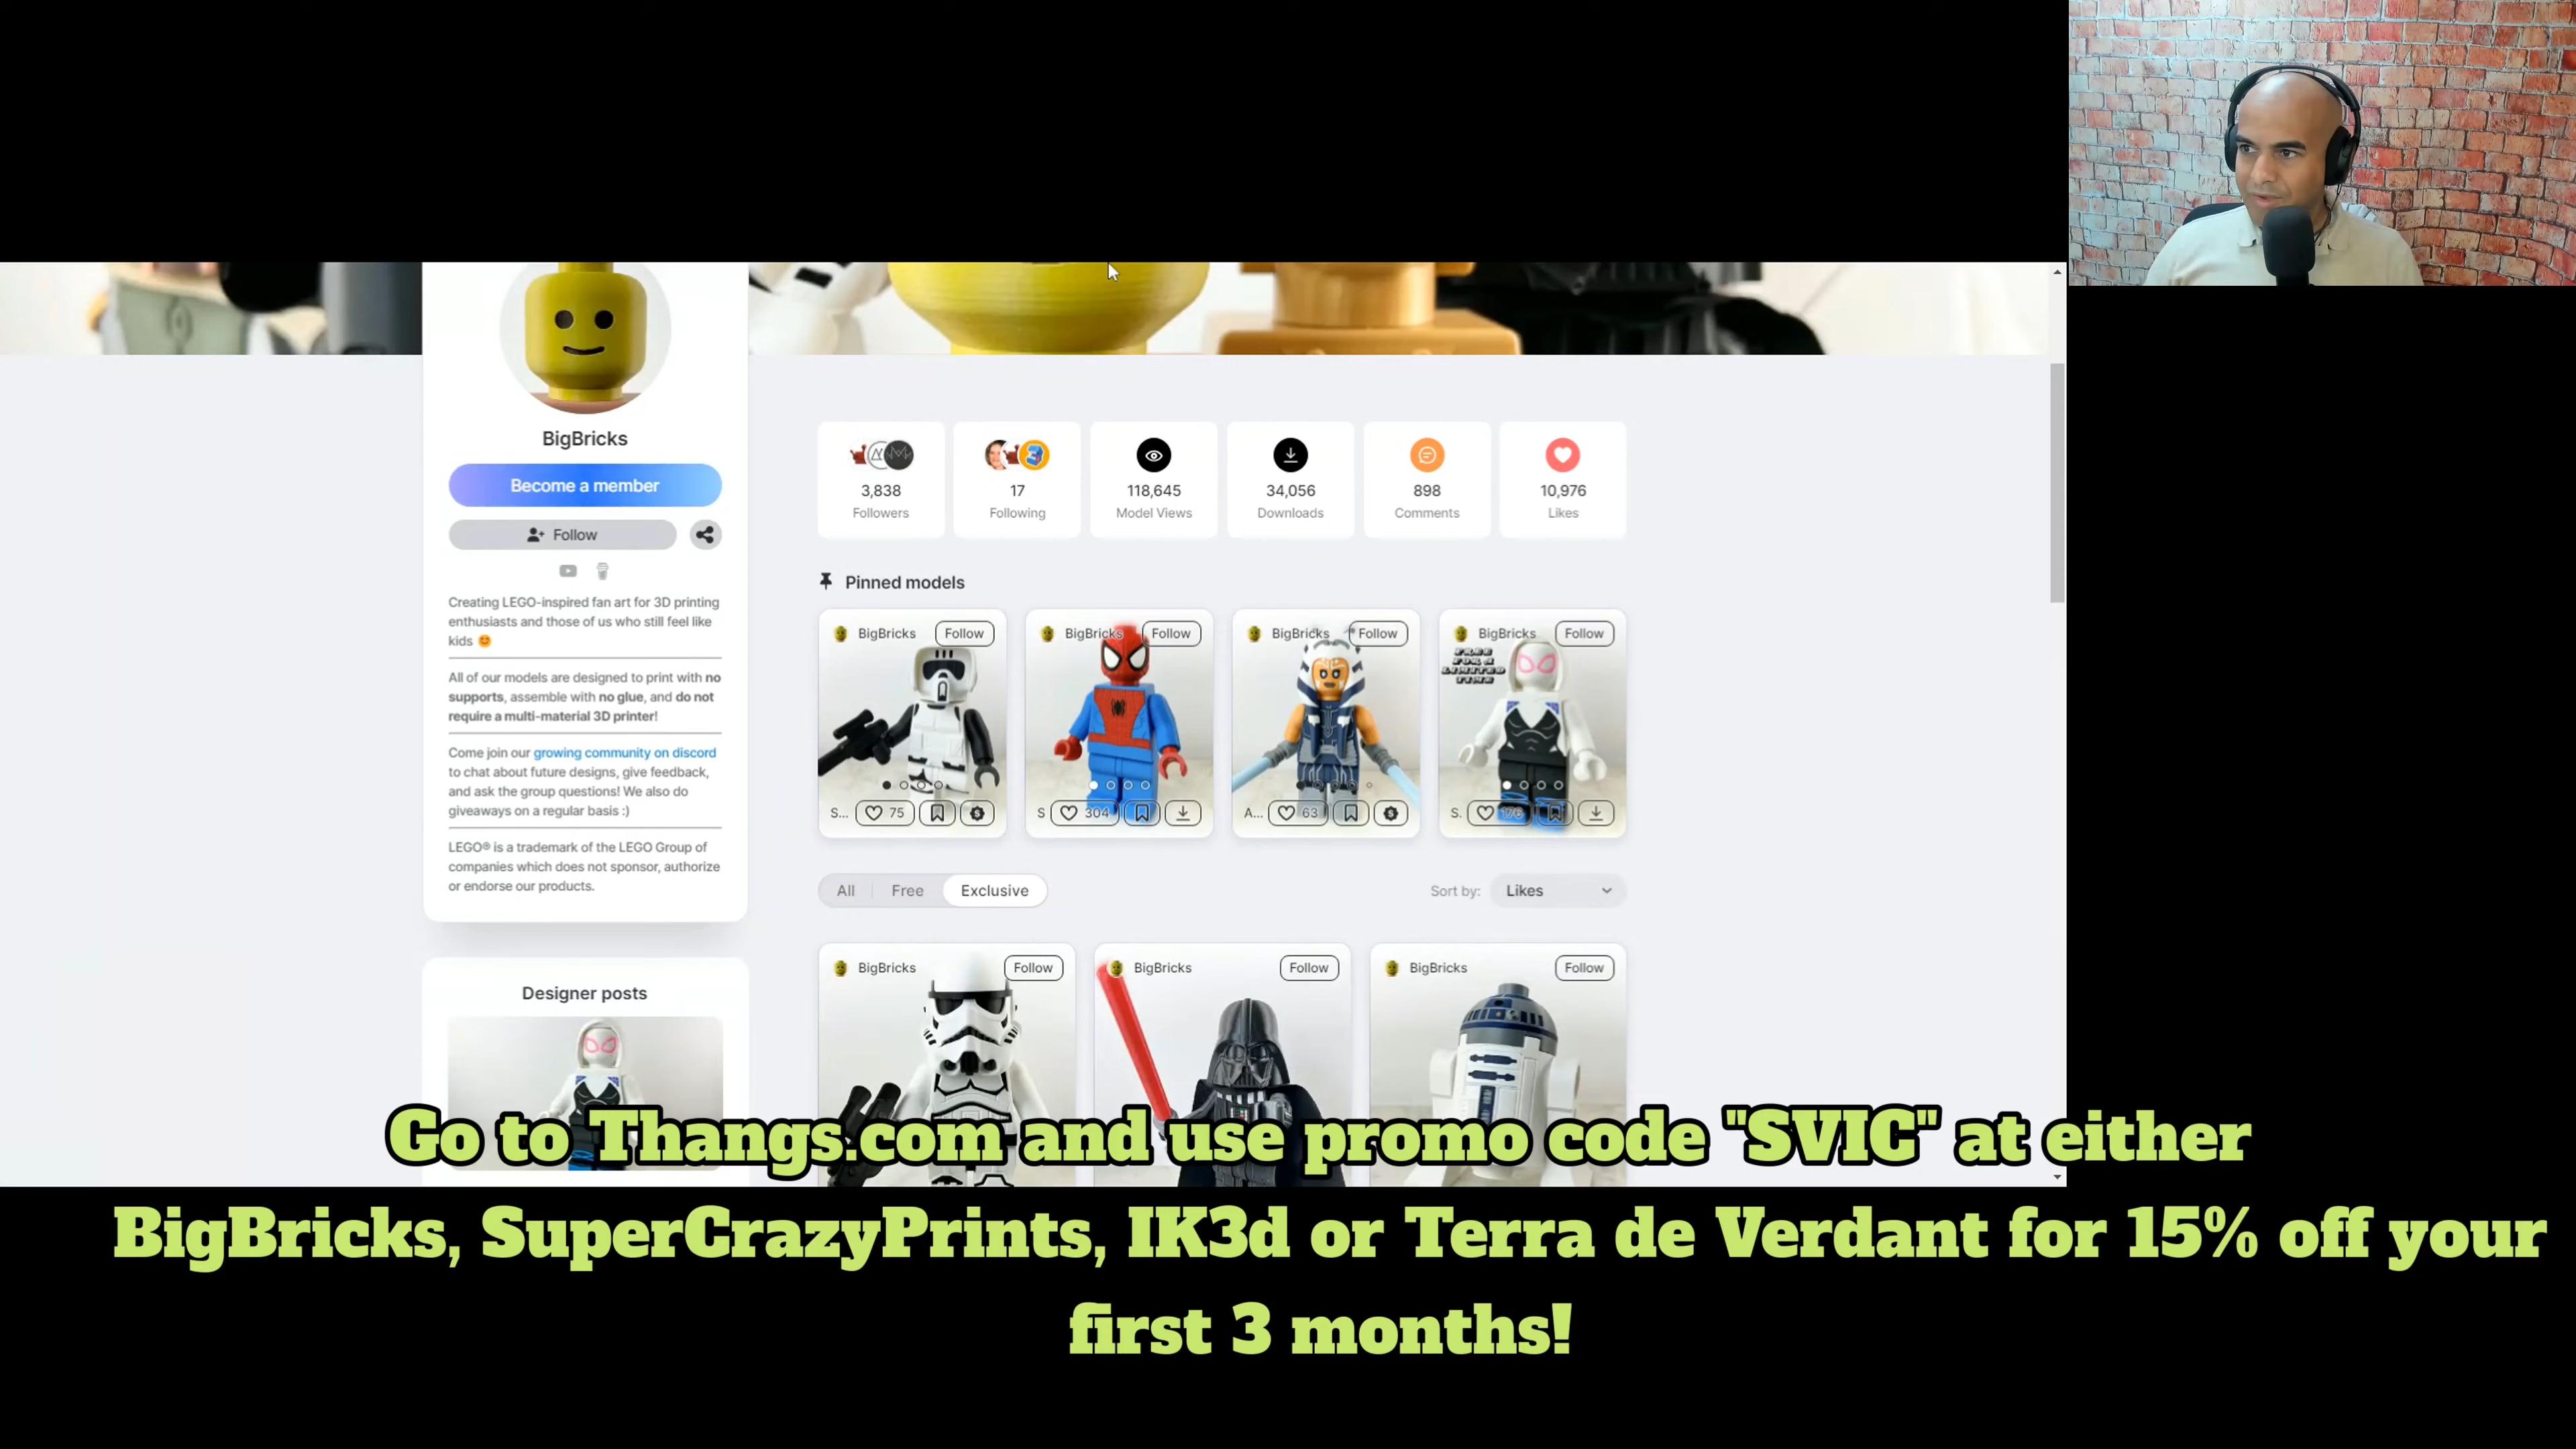 BigBricks
Become a member
Follow
Creating LEGO-inspired fan art for 3D printing
enthusiasts and those of us who still feel like
kids 😊
All of our models are designed to print with no
supports, assemble with no glue, and do not
require a multi-material 3D printer!
Come join our growing community on discord
to chat about future designs, give feedback,
and ask the group questions! We also do
giveaways on a regular basis :)
LEGO® is a trademark of the LEGO Group of
companies which does not sponsor, authorize
or endorse our products.
Designer posts
3,838
Followers
17
Following
118,645
Model Views
34,056
Downloads
898
Comments
10,976
Likes
Pinned models
BigBricks Follow
S... 75
BigBricks Follow
S 304
BigBricks Follow
A... 63
BigBricks Follow
FREE
FOR A
LIMITED
TIME
S. 176
All Free Exclusive
Sort by: Likes
BigBricks Follow
BigBricks Follow
BigBricks Follow
Go to Thangs.com and use promo code "SVIC" at either
BigBricks, SuperCrazyPrints, IK3d or Terra de Verdant for 15% off your
first 3 months!